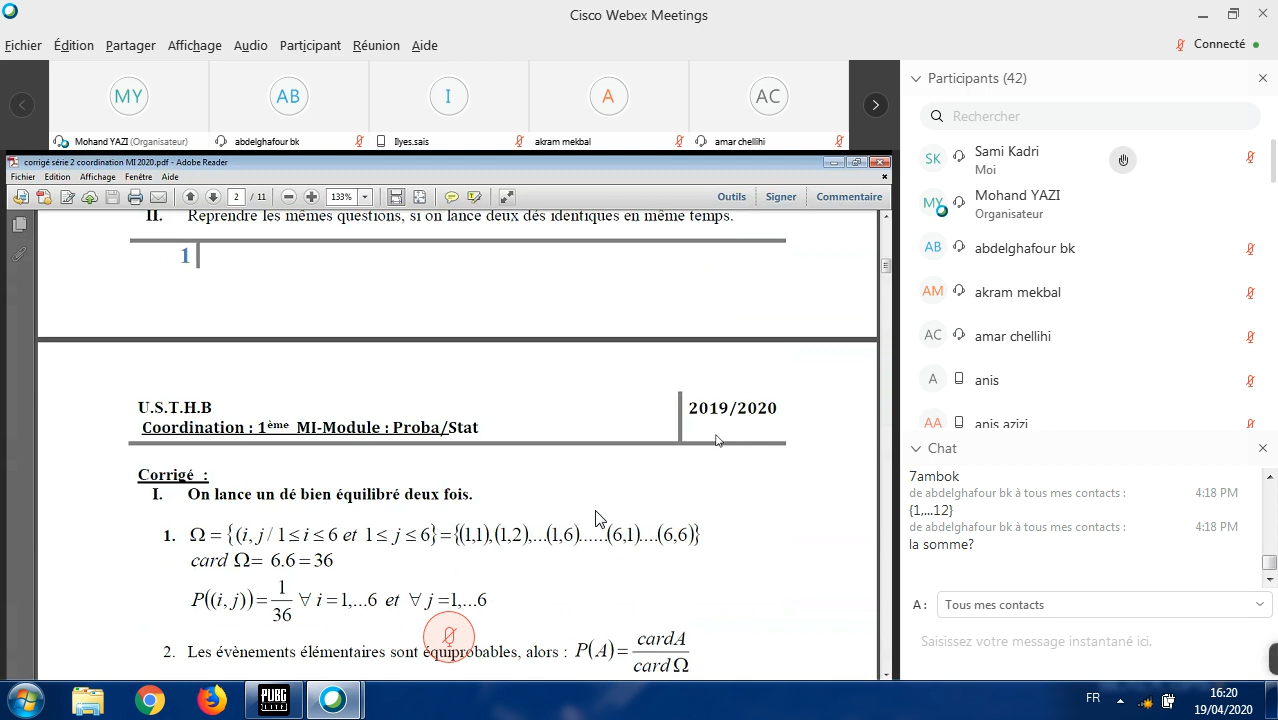 Cisco Webex Meetings
Fichier Édition Partager Affichage Audio Participant Réunion Aide
Connecté
MY AB I A AC
Mohand YAZI (Organisateur) abdelghafour bk Ilyes.sais akram mekbal amar chellihi
corrigé série 2 coordination MI 2020.pdf - Adobe Reader
Fichier Edition Affichage Fenêtre Aide
2 / 11 133% Outils Signer Commentaire
II. Reprendre les mêmes questions, si on lance deux dés identiques en même temps.
1
U.S.T.H.B 2019/2020
Coordination : 1ème MI-Module : Proba/Stat
Corrigé :
I. On lance un dé bien équilibré deux fois.
1. Ω = {(i, j / 1 ≤ i ≤ 6 et 1 ≤ j ≤ 6} = {(1,1),(1,2),...(1,6)......(6,1)....(6,6)}
card Ω = 6.6 = 36
P((i, j)) = 1/36 ∀ i = 1,...6 et ∀ j = 1,...6
2. Les évènements élémentaires sont équiprobables, alors : P(A) = cardA / card Ω
Participants (42)
Rechercher
SK Sami Kadri
Moi
MY Mohand YAZI
Organisateur
AB abdelghafour bk
AM akram mekbal
AC amar chellihi
A anis
AA anis azizi
Chat
7ambok
de abdelghafour bk à tous mes contacts : 4:18 PM
{1,...12}
de abdelghafour bk à tous mes contacts : 4:18 PM
la somme?
A : Tous mes contacts
Saisissez votre message instantané ici.
PUBG
LITE
FR
16:20
19/04/2020